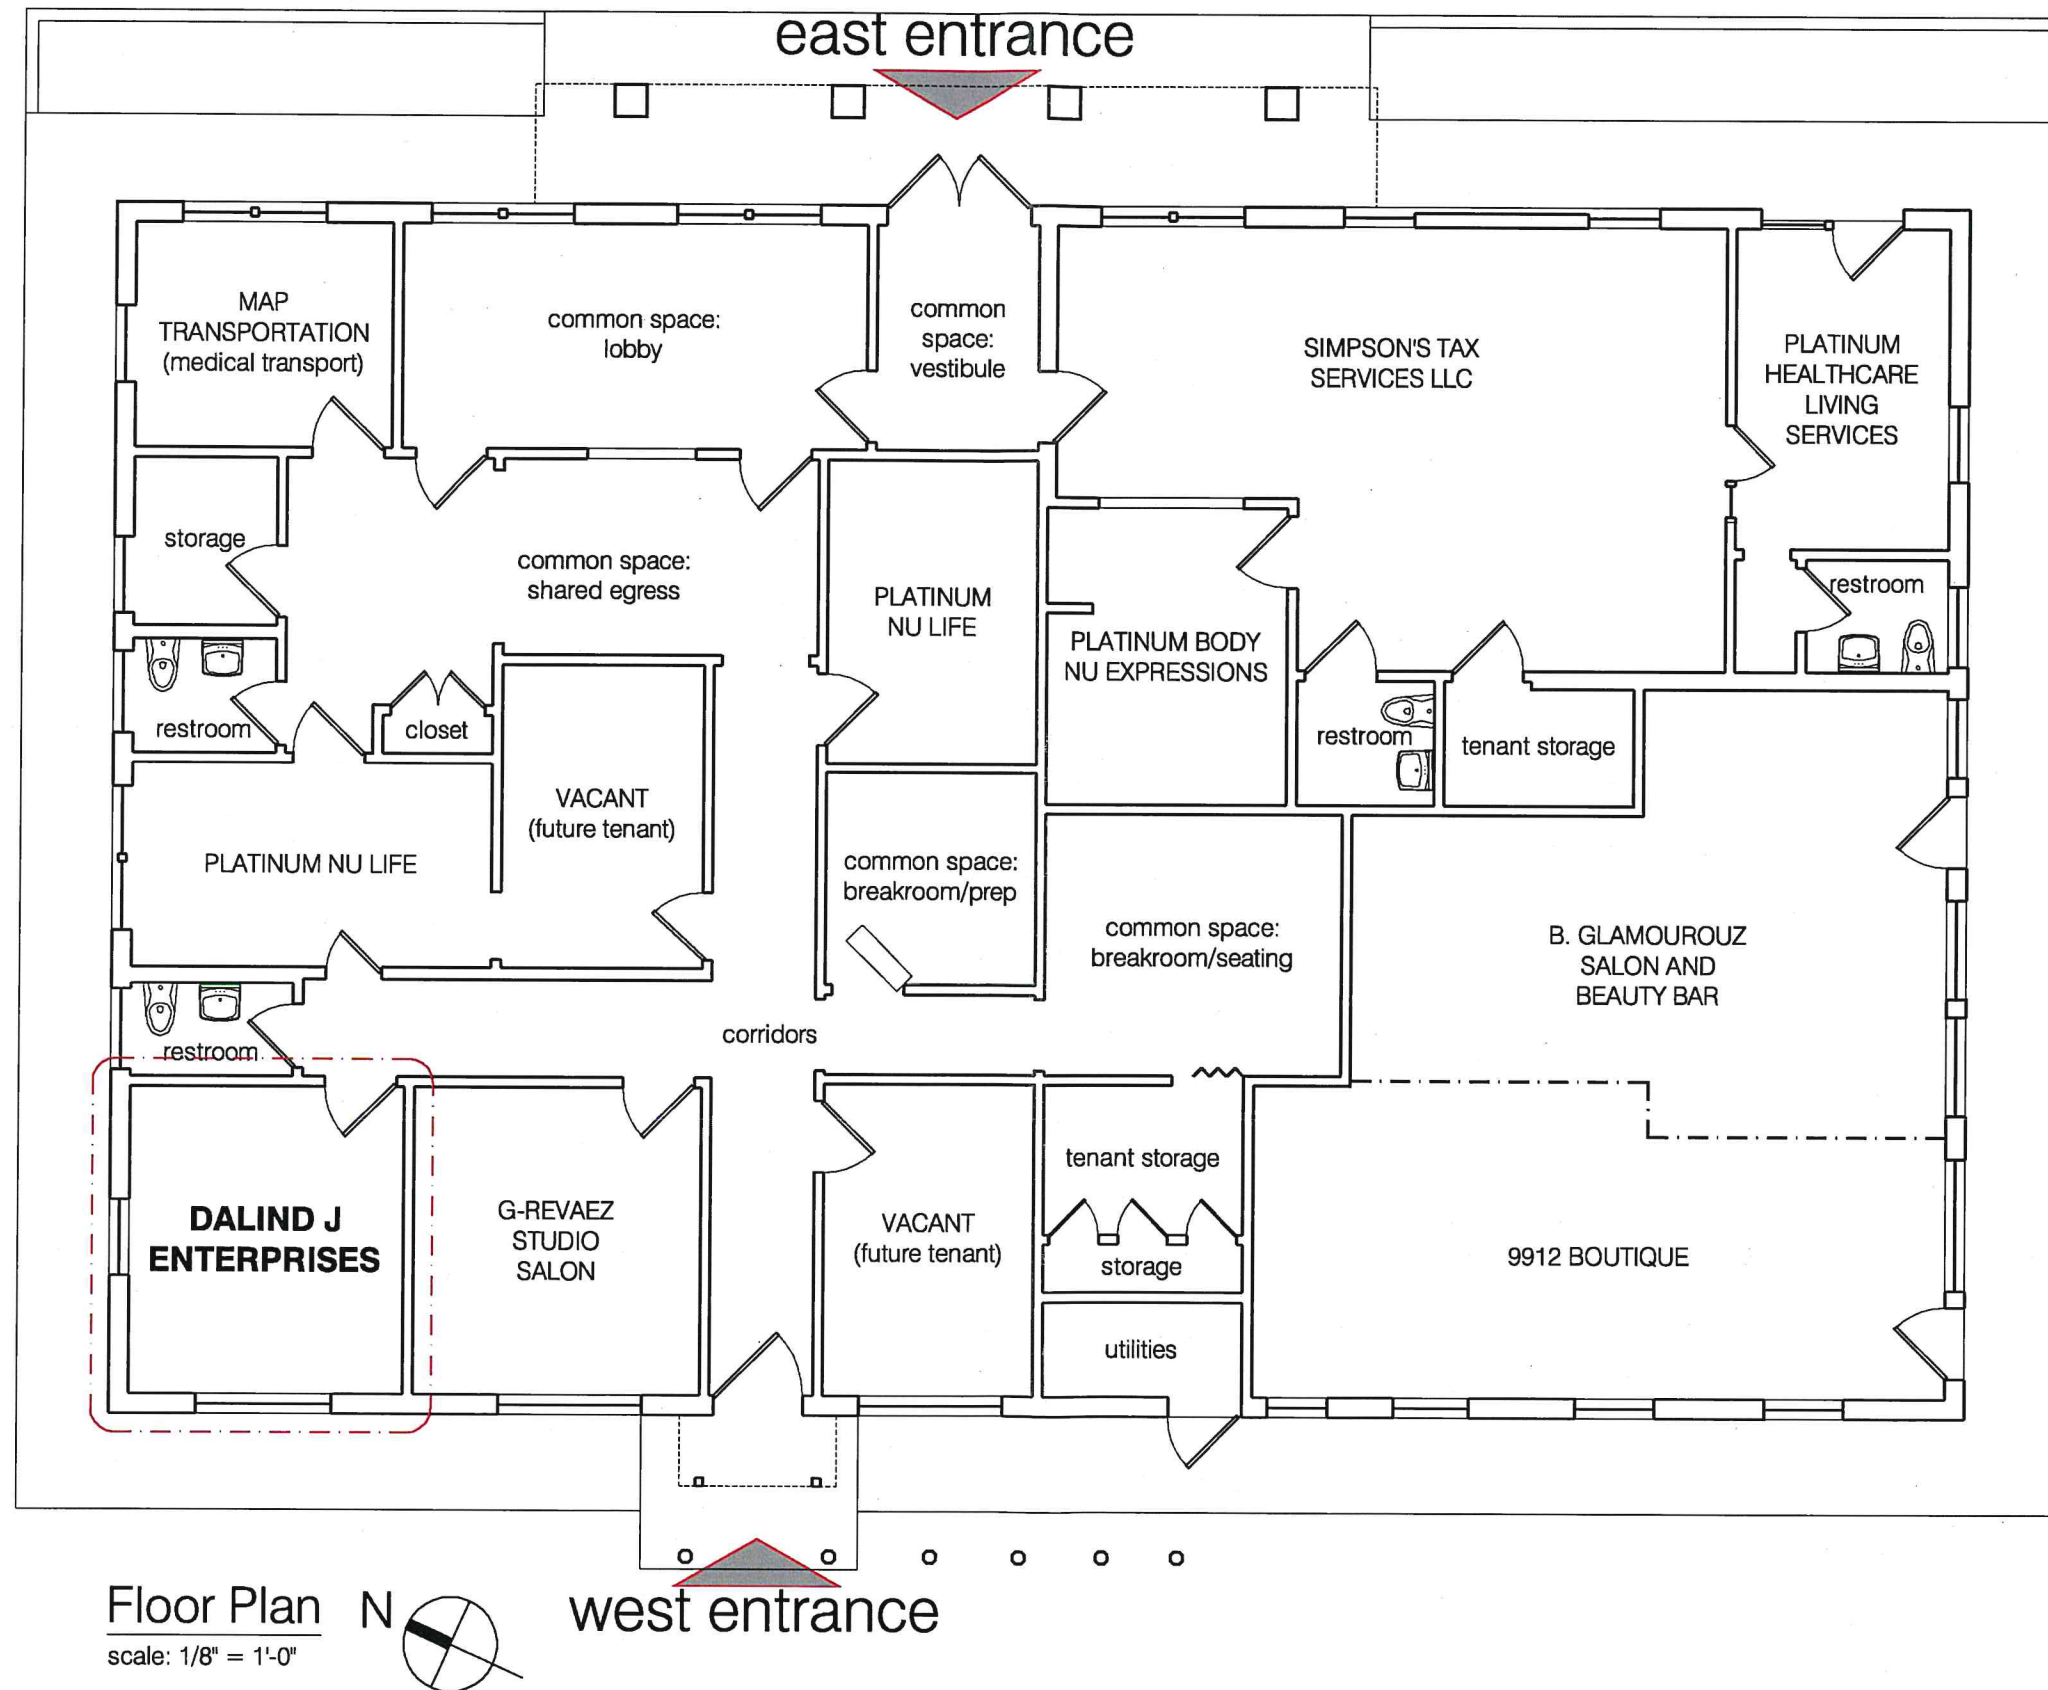 east entrance
MAP
TRANSPORTATION
(medical transport)
common space:
lobby
common
space:
vestibule
SIMPSON'S TAX
SERVICES LLC
PLATINUM
HEALTHCARE
LIVING
SERVICES
storage
common space:
shared egress
PLATINUM
NU LIFE
PLATINUM BODY
NU EXPRESSIONS
restroom
restroom
closet
restroom
tenant storage
VACANT
(future tenant)
PLATINUM NU LIFE
common space:
breakroom/prep
common space:
breakroom/seating
B. GLAMOUROUZ
SALON AND
BEAUTY BAR
restroom
corridors
DALIND J
ENTERPRISES
G-REVAEZ
STUDIO
SALON
VACANT
(future tenant)
tenant storage
storage
utilities
9912 BOUTIQUE
Floor Plan
scale: 1/8" = 1'-0"
N
west entrance